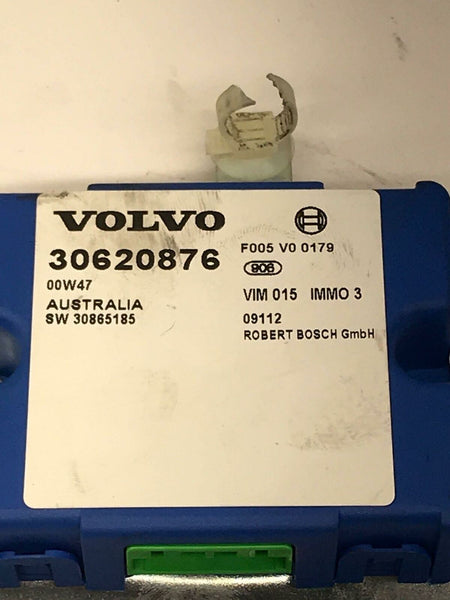 VOLVO
30620876
00W47
AUSTRALIA
SW 30865185
F005 V0 0179
906
VIM 015 IMMO 3
09112
ROBERT BOSCH GmbH